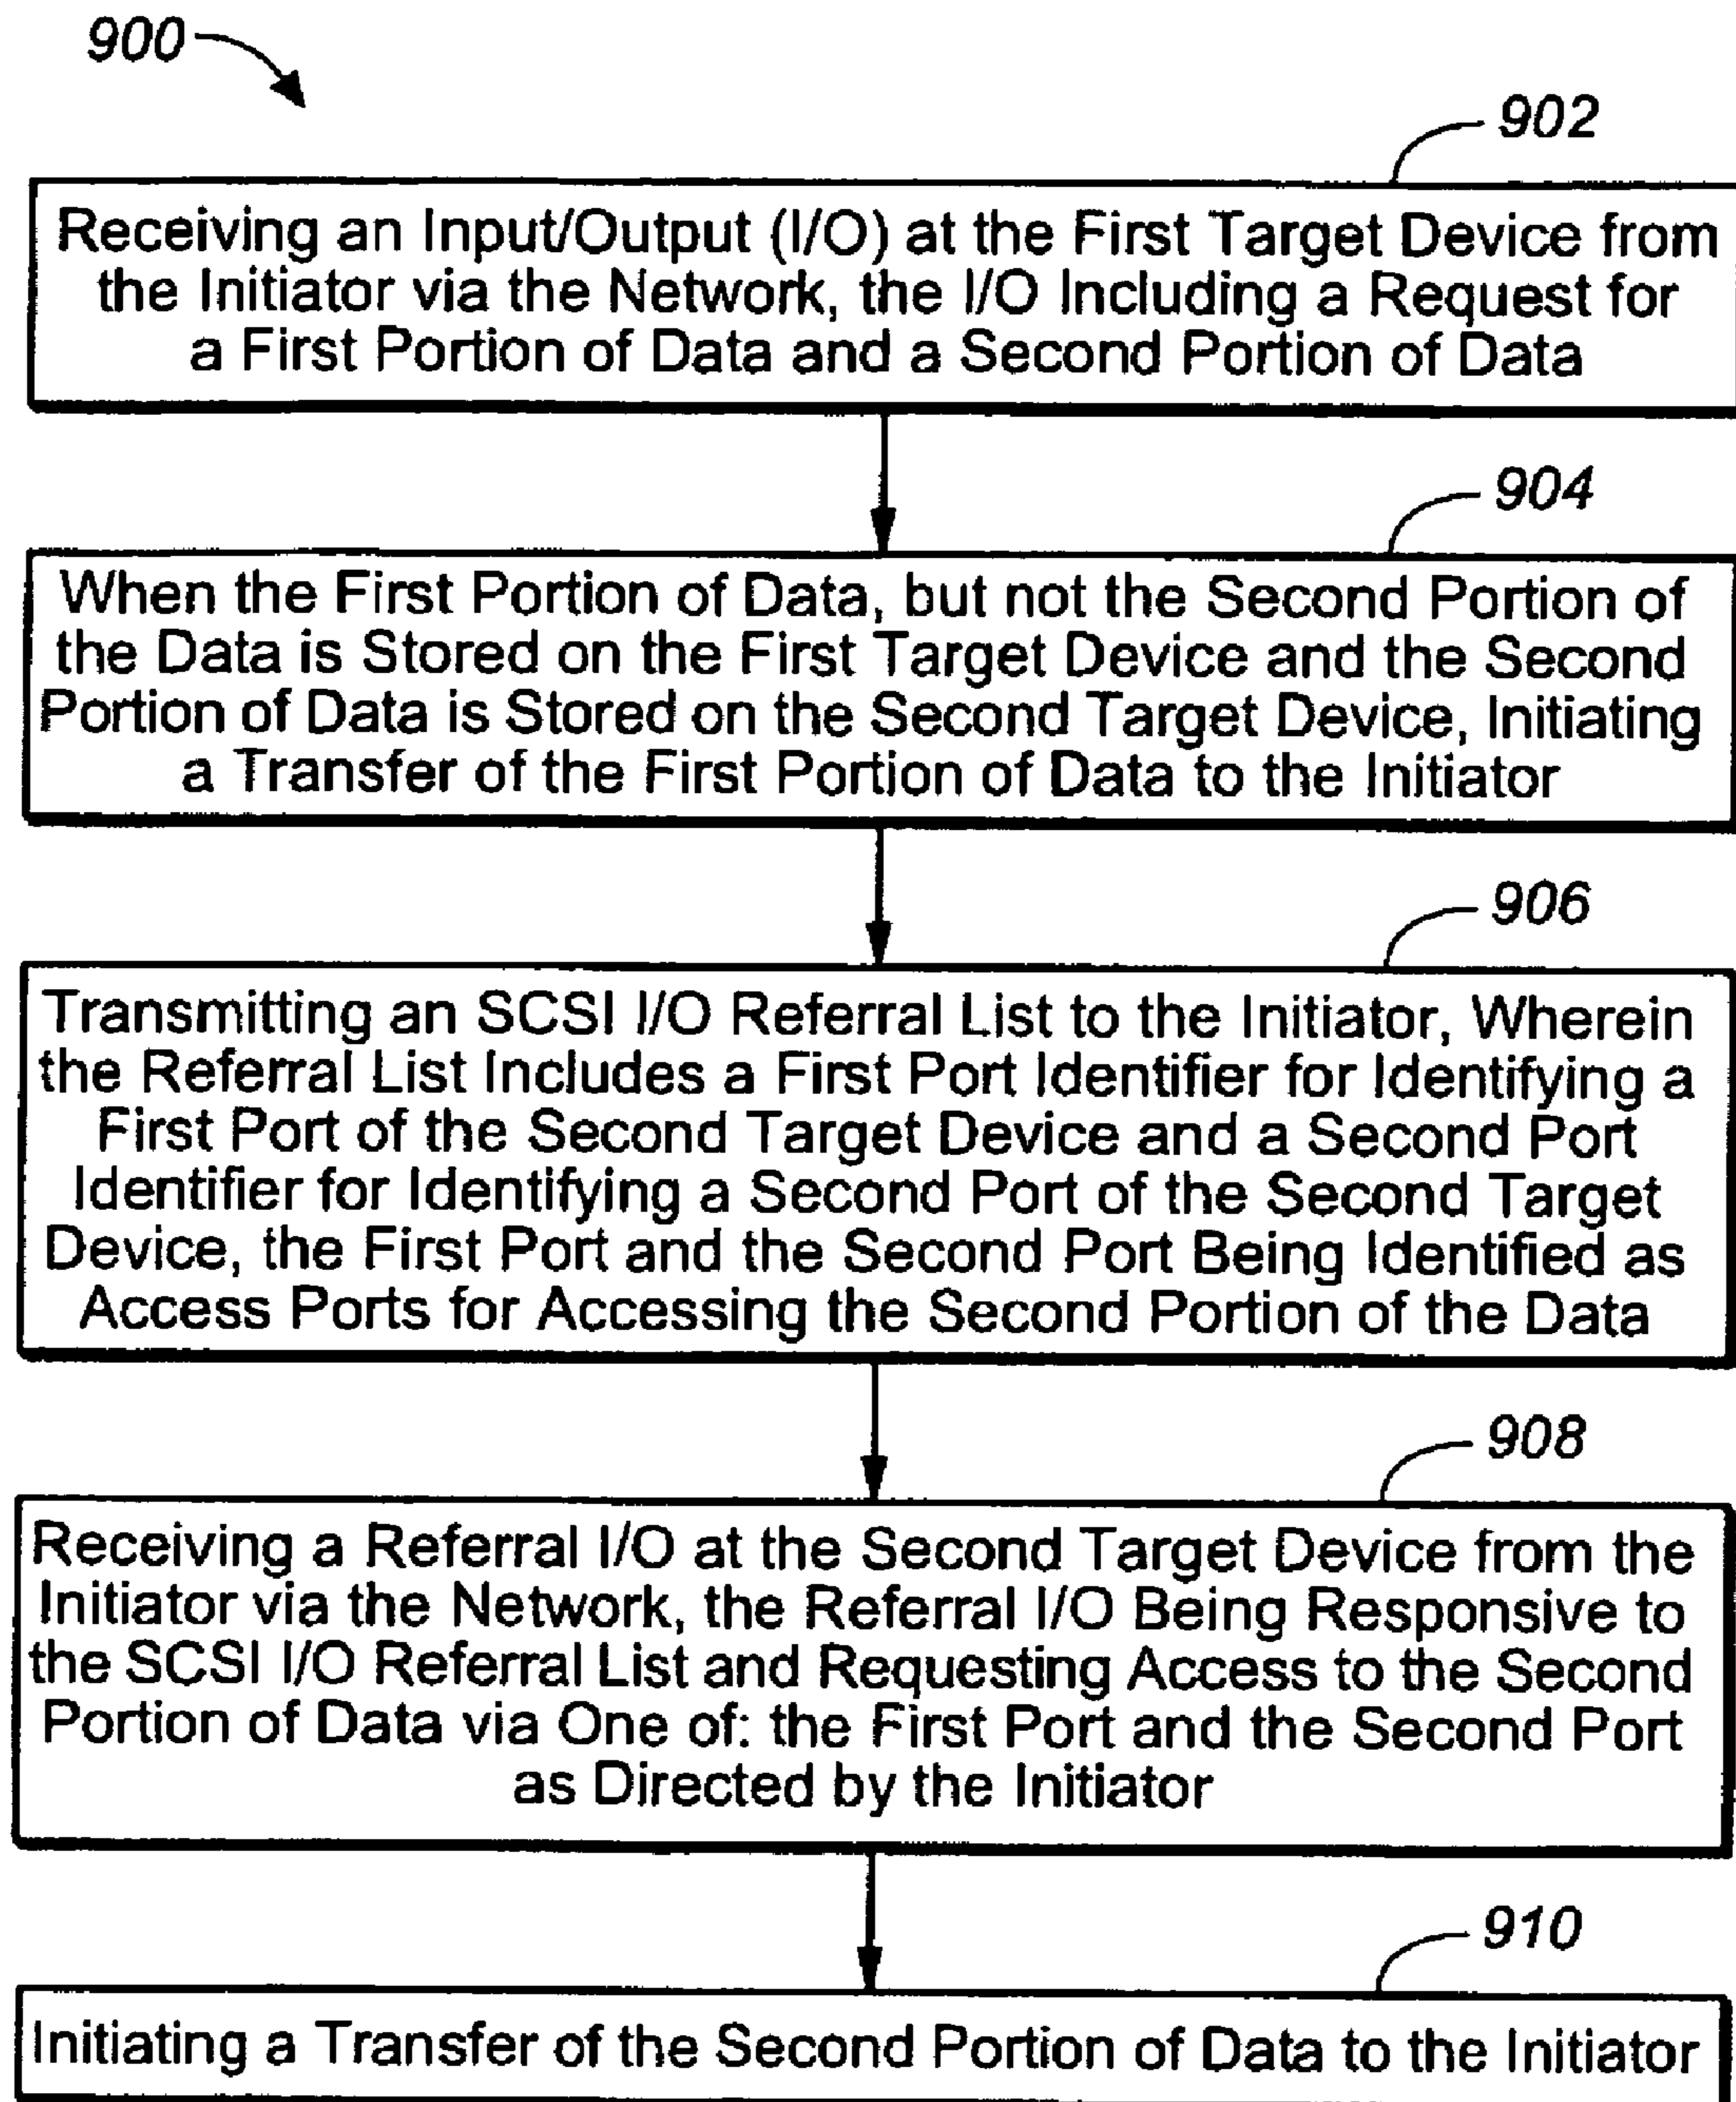 900
902
Receiving an Input/Output (I/O) at the First Target Device from
the Initiator via the Network, the I/O Including a Request for
a First Portion of Data and a Second Portion of Data
904
When the First Portion of Data, but not the Second Portion of
the Data is Stored on the First Target Device and the Second
Portion of Data is Stored on the Second Target Device, Initiating
a Transfer of the First Portion of Data to the Initiator
906
Transmitting an SCSI I/O Referral List to the Initiator, Wherein
the Referral List Includes a First Port Identifier for Identifying a
First Port of the Second Target Device and a Second Port
Identifier for Identifying a Second Port of the Second Target
Device, the First Port and the Second Port Being Identified as
Access Ports for Accessing the Second Portion of the Data
908
Receiving a Referral I/O at the Second Target Device from the
Initiator via the Network, the Referral I/O Being Responsive to
the SCSI I/O Referral List and Requesting Access to the Second
Portion of Data via One of: the First Port and the Second Port
as Directed by the Initiator
910
Initiating a Transfer of the Second Portion of Data to the Initiator